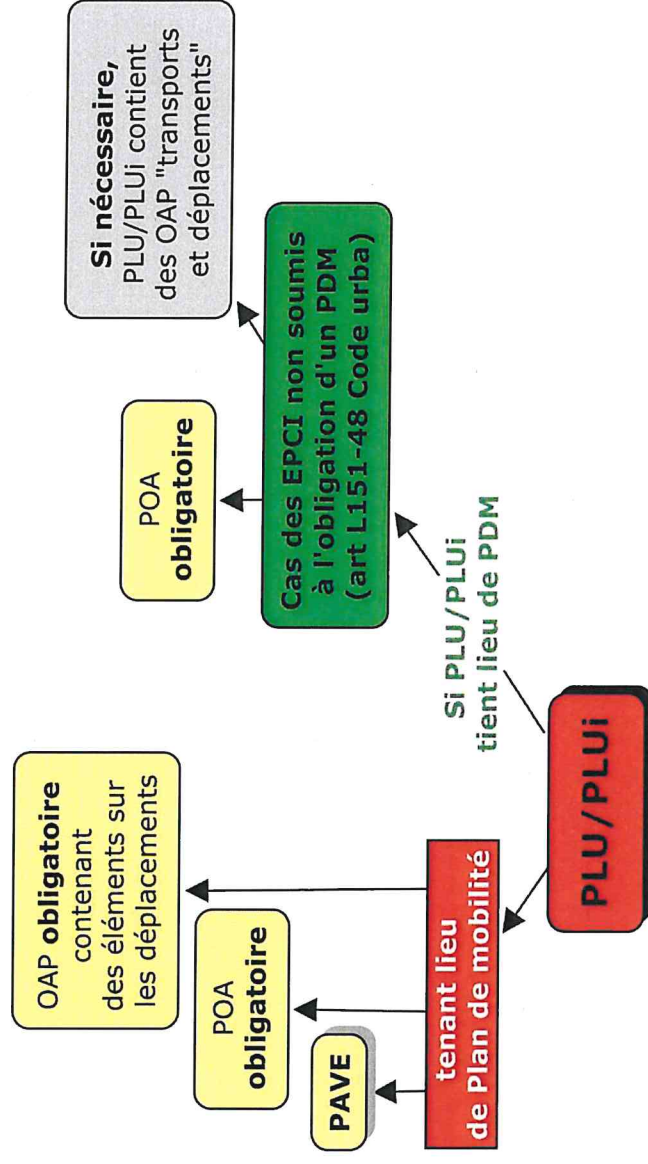 PLU/PLUi
tenant lieu
de Plan de mobilité
PAVE
POA
obligatoire
OAP obligatoire
contenant
des éléments sur
les déplacements
Si PLU/PLUi
tient lieu de PDM
Cas des EPCI non soumis
à l'obligation d'un PDM
(art L151-48 Code urba)
POA
obligatoire
Si nécessaire,
PLU/PLUi contient
des OAP "transports
et déplacements"